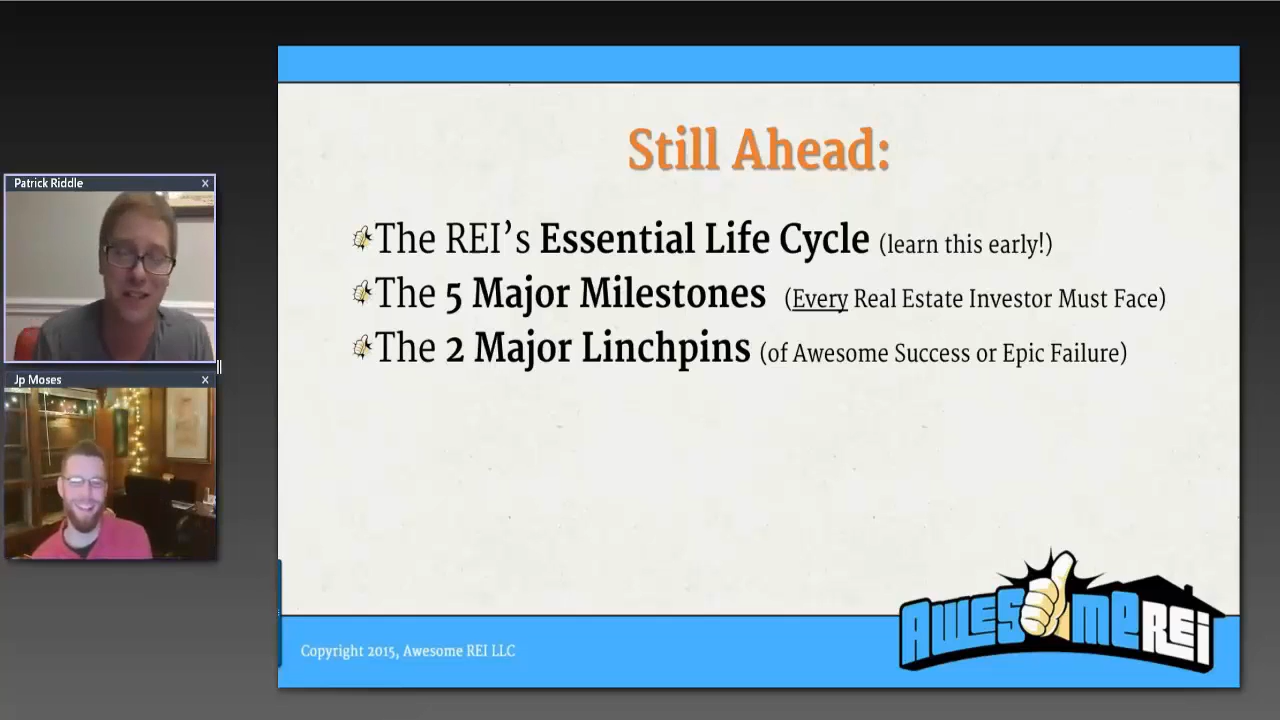 Patrick Riddle
Jp Moses
Still Ahead:
The REI’s Essential Life Cycle (learn this early!)
The 5 Major Milestones (Every Real Estate Investor Must Face)
The 2 Major Linchpins (of Awesome Success or Epic Failure)
Copyright 2015, Awesome REI LLC
AWESOME REI